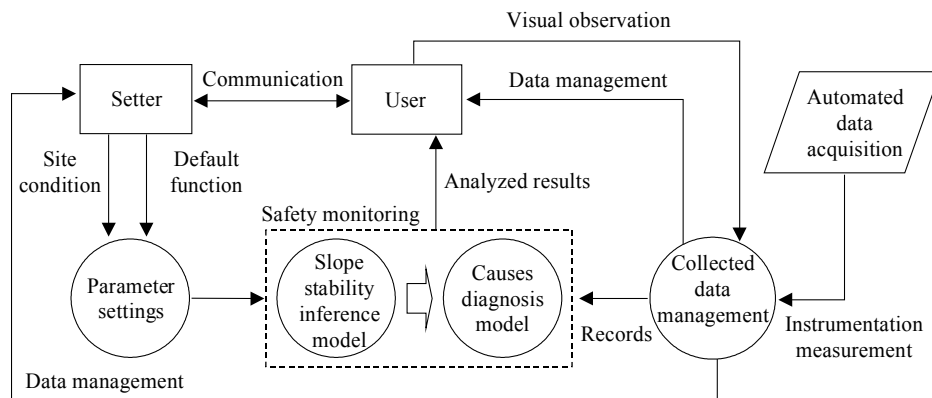 Visual observation
Setter
Communication
User
Data management
Automated
data
acquisition
Site
condition
Default
function
Analyzed results
Safety monitoring
Parameter
settings
Slope
stability
inference
model
Causes
diagnosis
model
Collected
data
management
Records
Instrumentation
measurement
Data management